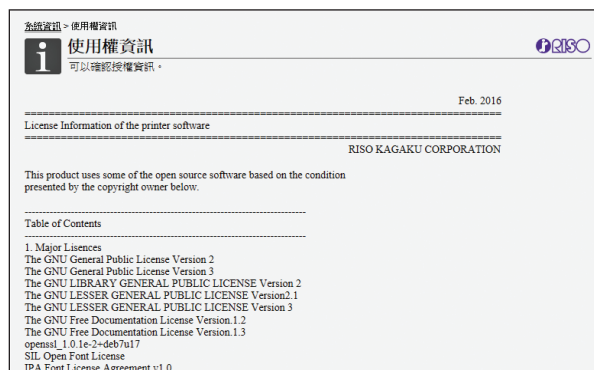 系統資訊 > 使用權資訊
使用權資訊
RISO
可以確認授權資訊。
Feb. 2016
================================================================================
License Information of the printer software
================================================================================
RISO KAGAKU CORPORATION
This product uses some of the open source software based on the condition
presented by the copyright owner below.
--------------------------------------------------------------------------------
Table of Contents
--------------------------------------------------------------------------------
1. Major Lisences
The GNU General Public License Version 2
The GNU General Public License Version 3
The GNU LIBRARY GENERAL PUBLIC LICENSE Version 2
The GNU LESSER GENERAL PUBLIC LICENSE Version2.1
The GNU LESSER GENERAL PUBLIC LICENSE Version 3
The GNU Free Documentation License Version.1.2
The GNU Free Documentation License Version.1.3
openssl_1.0.1e-2+deb7u17
SIL Open Font License
IPA Font License Agreement v1.0